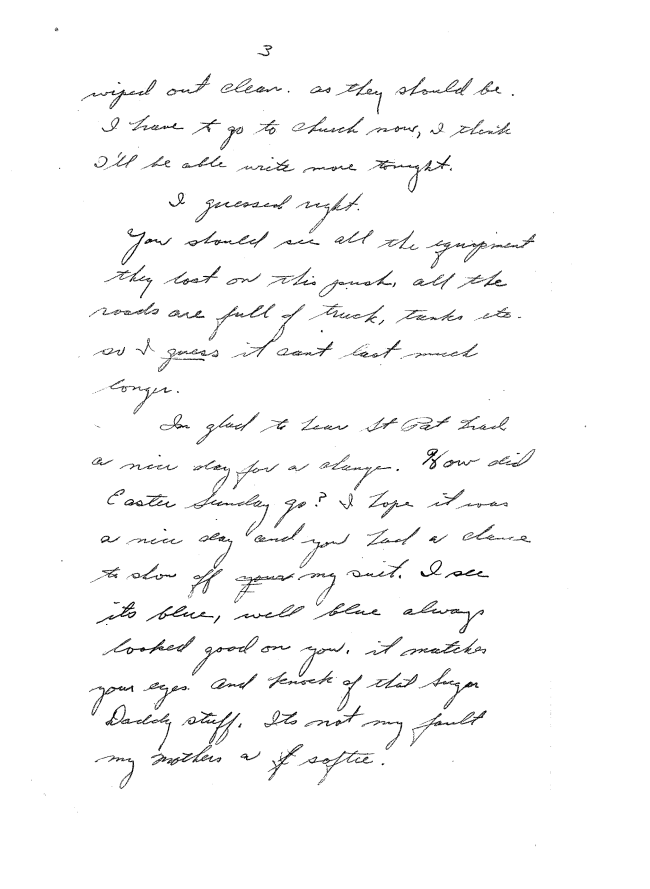 3
wiped out clean. as they should be.
I have to go to church now, I think
I'll be able write more tonight.
I guessed right.
You should see all the equipment
they lost on this push, all the
roads are full of truck, tanks etc.
so I guess it cant last much
longer.
Im glad to hear St Pat had
a nice day for a change. How did
Easter Sunday go? I hope it was
a nice day and you had a chance
to show off my suit. I see
its blue, well blue always
looked good on you. it matches
your eyes. and knock of that Sugar
Daddy stuff. Its not my fault
my mothers a softie.